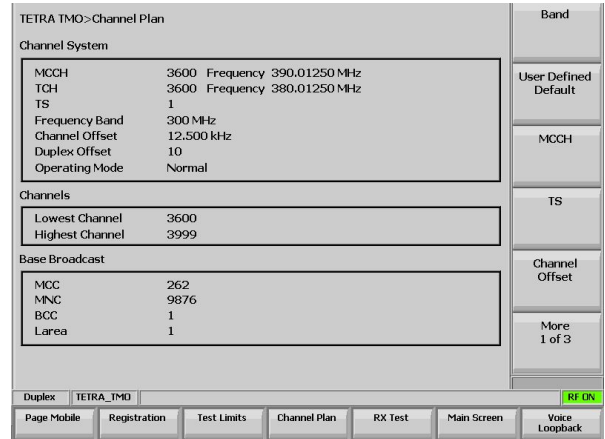 TETRA TMO>Channel Plan
Channel System
MCCH 3600 Frequency 390.01250 MHz
TCH 3600 Frequency 380.01250 MHz
TS 1
Frequency Band 300 MHz
Channel Offset 12.500 kHz
Duplex Offset 10
Operating Mode Normal
Channels
Lowest Channel 3600
Highest Channel 3999
Base Broadcast
MCC 262
MNC 9876
BCC 1
Larea 1
Band
User Defined
Default
MCCH
TS
Channel
Offset
More
1 of 3
Duplex TETRA_TMO RF ON
Page Mobile Registration Test Limits Channel Plan RX Test Main Screen Voice
Loopback